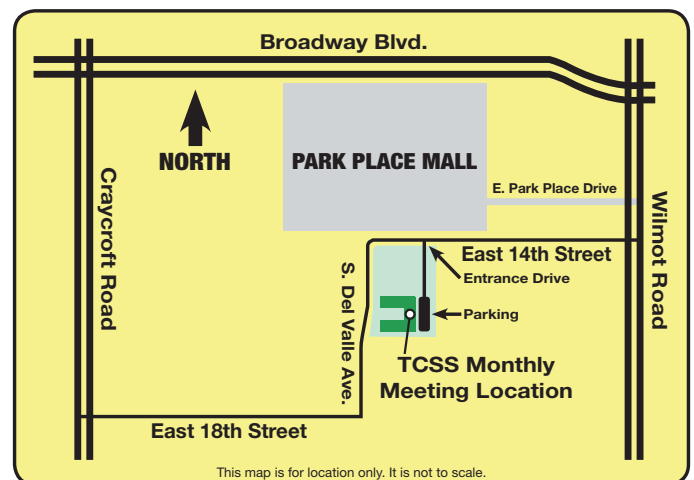 Broadway Blvd.
NORTH
PARK PLACE MALL
E. Park Place Drive
Craycroft Road
Wilmot Road
East 14th Street
Entrance Drive
S. Del Valle Ave.
Parking
TCSS Monthly
Meeting Location
East 18th Street
This map is for location only. It is not to scale.